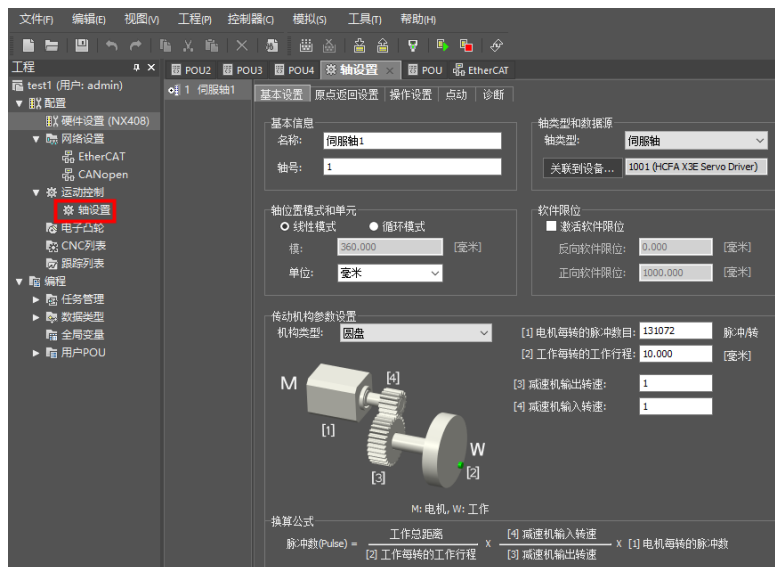 文件(F) 编辑(E) 视图(V) 工程(P) 控制器(C) 模拟(S) 工具(T) 帮助(H)
工程
POU2 POU3 POU4 轴设置 POU EtherCAT
test1 (用户: admin)
配置
硬件设置 (NX408)
网络设置
EtherCAT
CANopen
运动控制
轴设置
电子凸轮
CNC列表
跟踪列表
编程
任务管理
数据类型
全局变量
用户POU
1 伺服轴1
基本设置 原点返回设置 操作设置 点动 诊断
基本信息
名称: 伺服轴1
轴号: 1
轴类型和数据源
轴类型: 伺服轴
关联到设备... 1001 (HCFA X3E Servo Driver)
轴位置模式和单元
线性模式 循环模式
模: 360.000 [毫米]
单位: 毫米
软件限位
激活软件限位
反向软件限位: 0.000 [毫米]
正向软件限位: 1000.000 [毫米]
传动机构参数设置
机构类型: 圆盘
[1] 电机每转的脉冲数目: 131072 脉冲/转
[2] 工作每转的工作行程: 10.000 [毫米]
[3] 减速机输出转速: 1
[4] 减速机输入转速: 1
M
[4]
[1]
W
[3]
[2]
M: 电机, W: 工作
换算公式
脉冲数(Pulse) = 工作总距离 / [2] 工作每转的工作行程 X [4] 减速机输入转速 / [3] 减速机输出转速 X [1] 电机每转的脉冲数